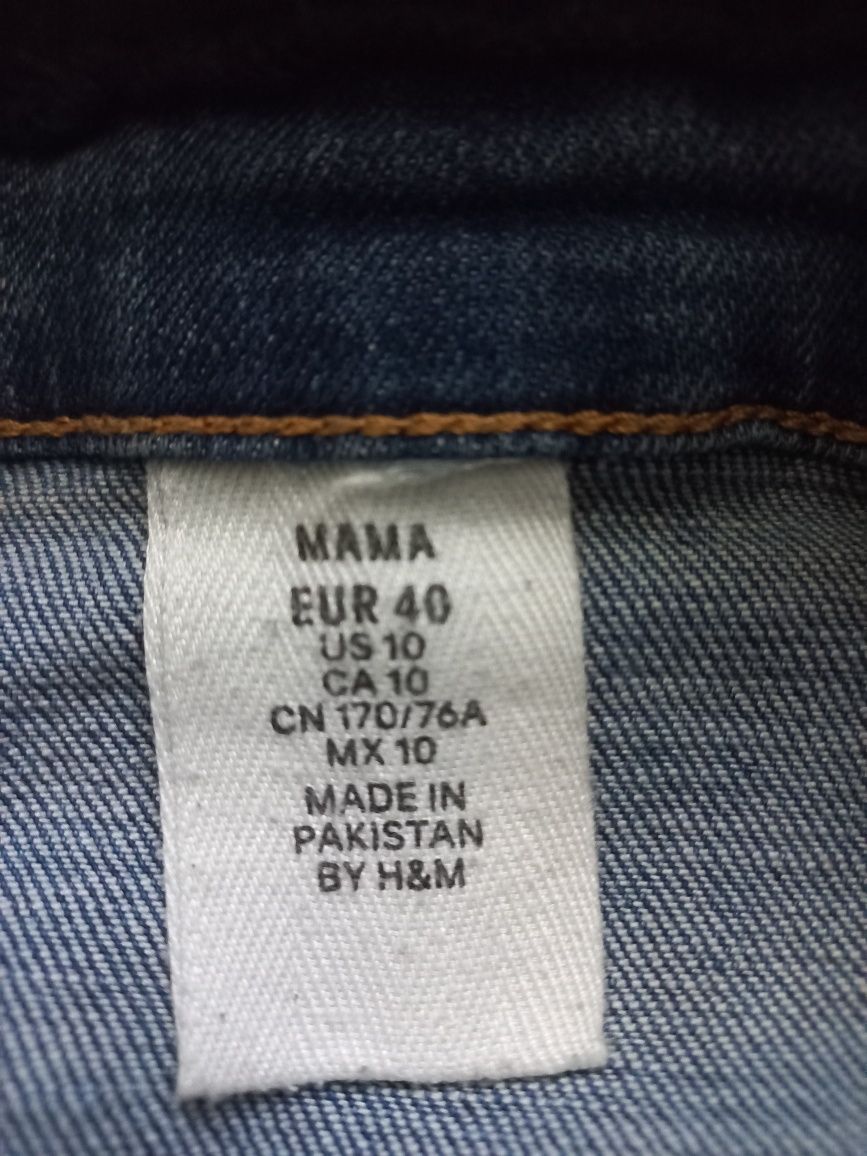 MAMA
EUR 40
US 10
CA 10
CN 170/76A
MX 10
MADE IN
PAKISTAN
BY H&M